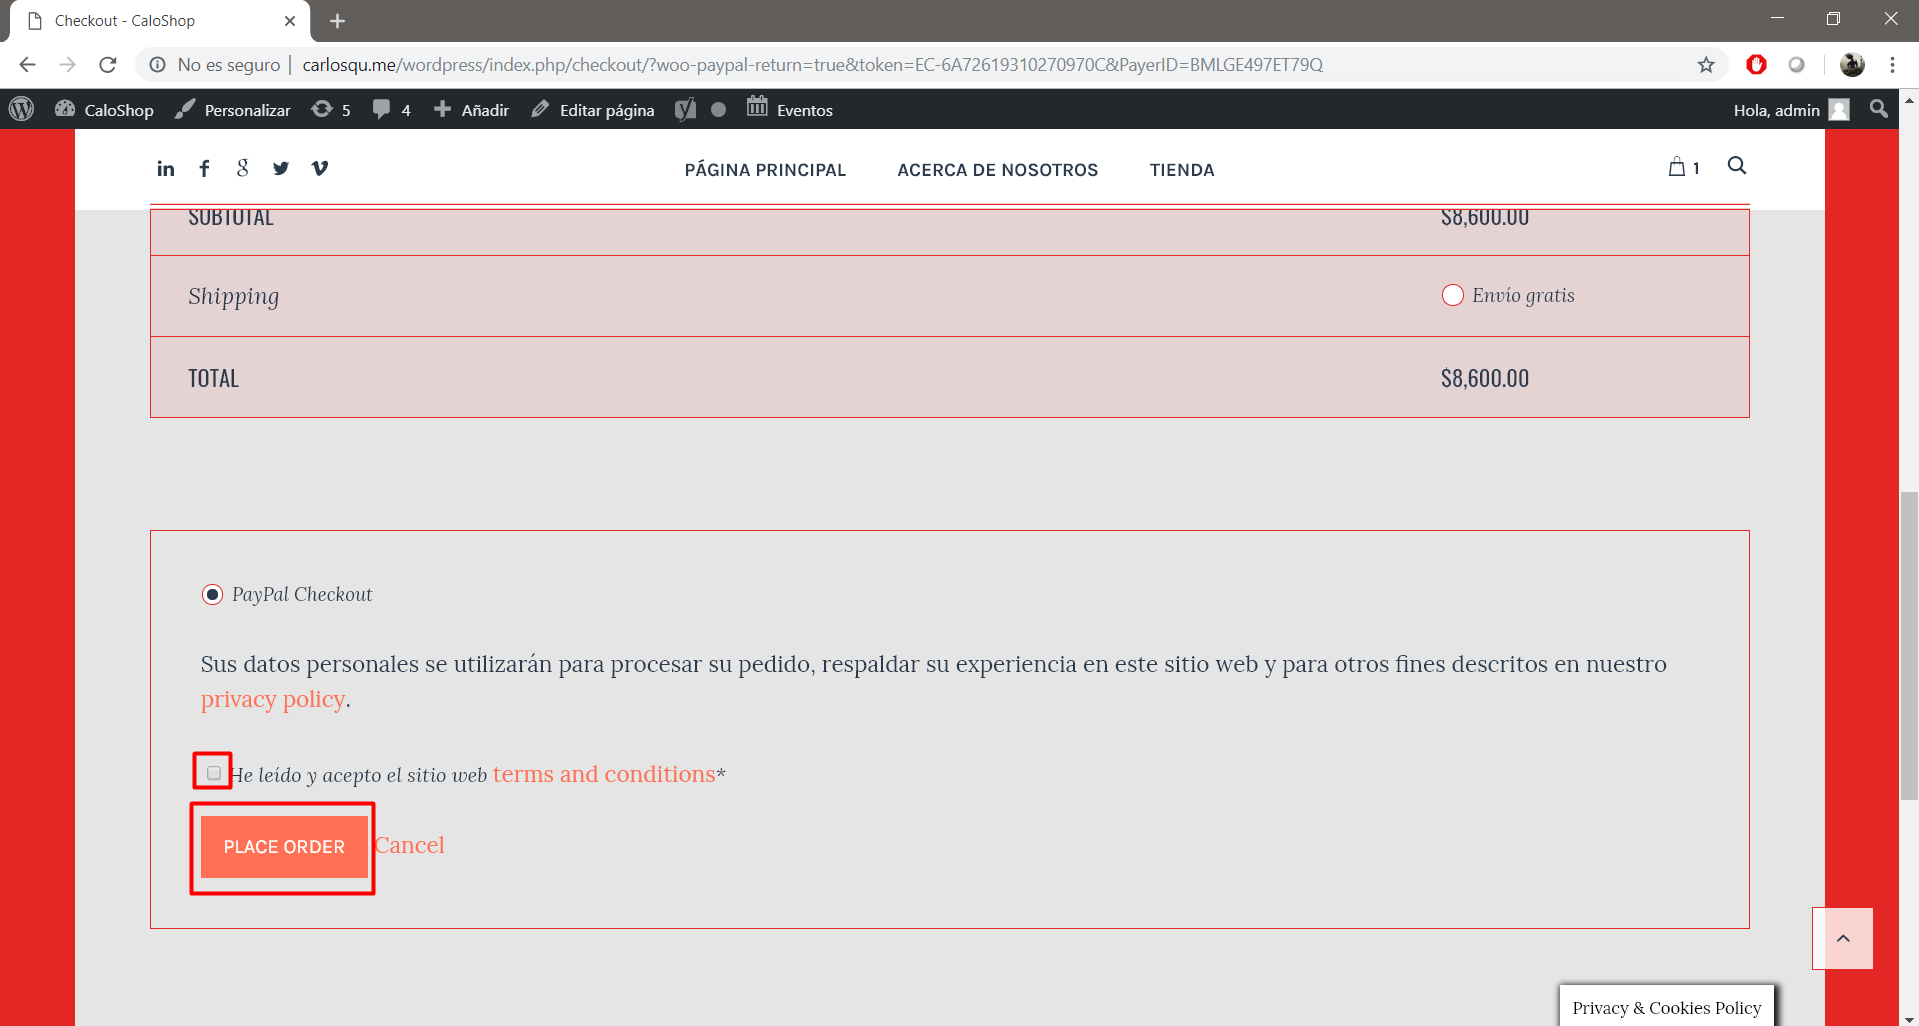 Checkout - CaloShop
No es seguro | carlosqu.me/wordpress/index.php/checkout/?woo-paypal-return=true&token=EC-6A72619310270970C&PayerID=BMLGE497ET79Q
CaloShop Personalizar 5 4 Añadir Editar página Eventos Hola, admin
PÁGINA PRINCIPAL ACERCA DE NOSOTROS TIENDA 1
SUBTOTAL $8,600.00
Shipping Envío gratis
TOTAL $8,600.00
PayPal Checkout
Sus datos personales se utilizarán para procesar su pedido, respaldar su experiencia en este sitio web y para otros fines descritos en nuestro
privacy policy.
He leído y acepto el sitio web terms and conditions*
PLACE ORDER Cancel
Privacy & Cookies Policy